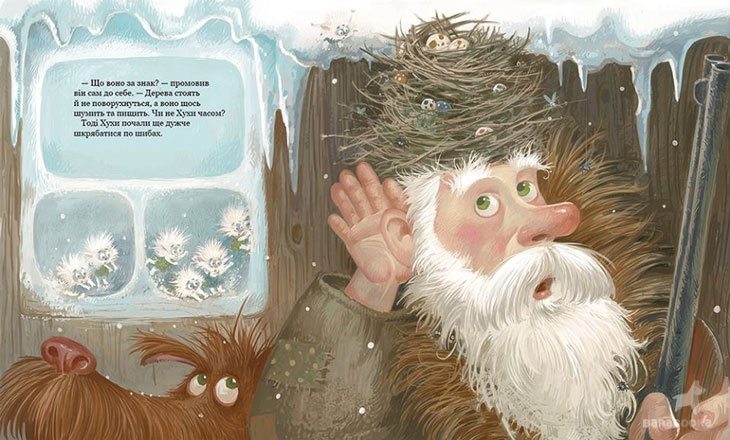 — Що воно за знак? — промовив
він сам до себе. — Дерева стоять
й не поворухнуться, а воно щось
шумить та пищить. Чи не Хухи часом?
Тоді Хухи почали ще дужче
шкрябатися по шибах.